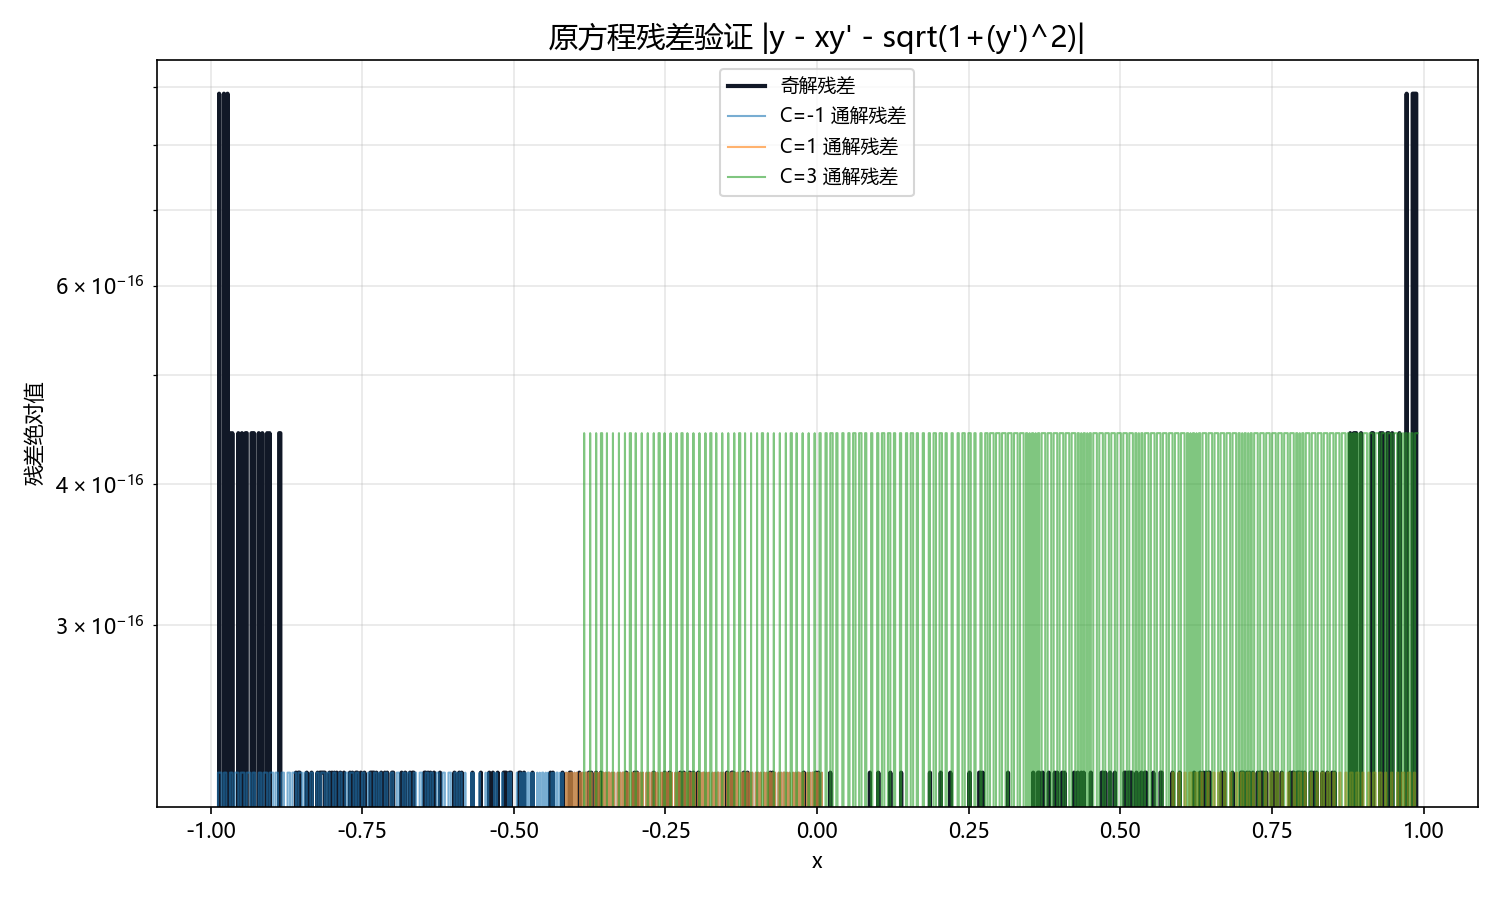 原方程残差验证 |y - xy' - sqrt(1+(y')^2)|
奇解残差
C=-1 通解残差
C=1 通解残差
C=3 通解残差
6 × 10⁻¹⁶
4 × 10⁻¹⁶
3 × 10⁻¹⁶
残差绝对值
-1.00 -0.75 -0.50 -0.25 0.00 0.25 0.50 0.75 1.00
x